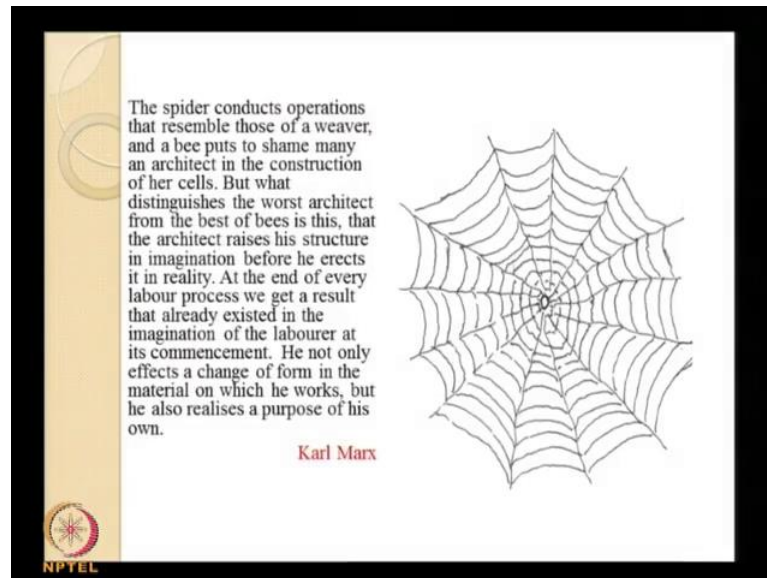 The spider conducts operations
that resemble those of a weaver,
and a bee puts to shame many
an architect in the construction
of her cells. But what
distinguishes the worst architect
from the best of bees is this, that
the architect raises his structure
in imagination before he erects
it in reality. At the end of every
labour process we get a result
that already existed in the
imagination of the labourer at
its commencement.  He not only
effects a change of form in the
material on which he works, but
he also realises a purpose of his
own.
Karl Marx
NPTEL